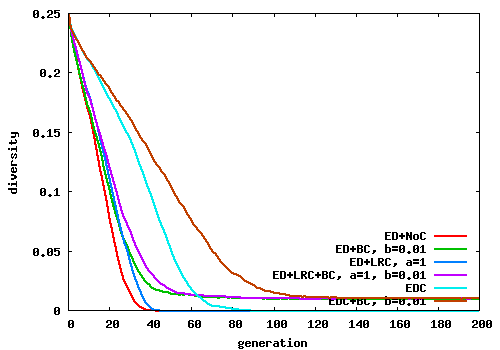 0.25
0.2
0.15
0.1
0.05
0
diversity
ED+NoC
ED+BC, b=0.01
ED+LRC, a=1
ED+LRC+BC, a=1, b=0.01
EDC
EDC+BC, b=0.01
0 20 40 60 80 100 120 140 160 180 200
generation